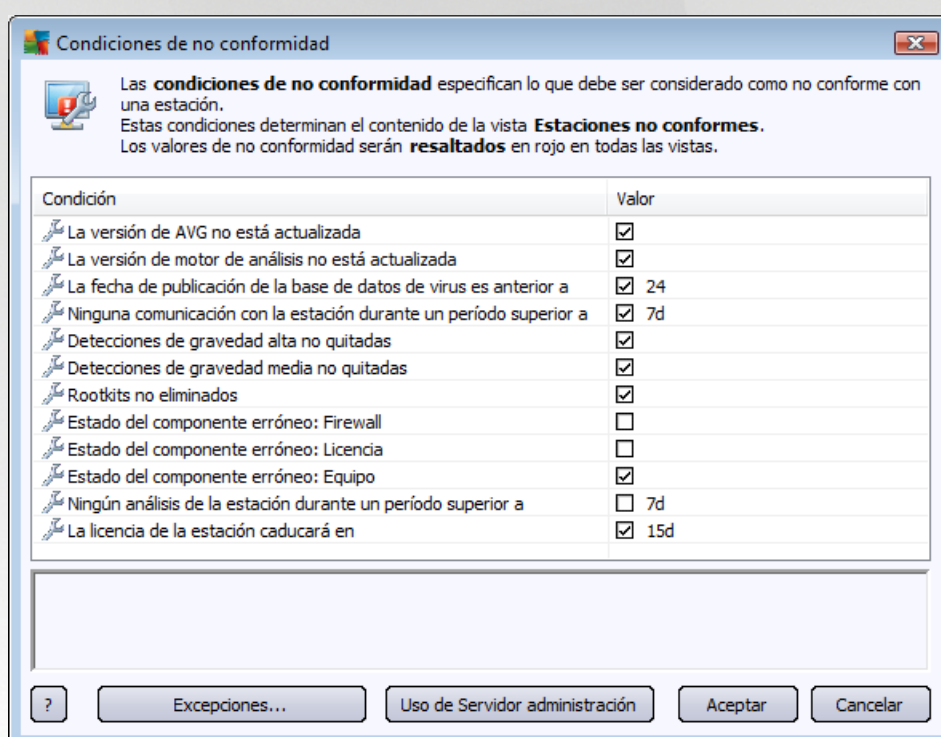 Condiciones de no conformidad
Las condiciones de no conformidad especifican lo que debe ser considerado como no conforme con
una estación.
Estas condiciones determinan el contenido de la vista Estaciones no conformes.
Los valores de no conformidad serán resaltados en rojo en todas las vistas.
Condición Valor
La versión de AVG no está actualizada
La versión de motor de análisis no está actualizada
La fecha de publicación de la base de datos de virus es anterior a 24
Ninguna comunicación con la estación durante un período superior a 7d
Detecciones de gravedad alta no quitadas
Detecciones de gravedad media no quitadas
Rootkits no eliminados
Estado del componente erróneo: Firewall
Estado del componente erróneo: Licencia
Estado del componente erróneo: Equipo
Ningún análisis de la estación durante un período superior a 7d
La licencia de la estación caducará en 15d
? Excepciones... Uso de Servidor administración Aceptar Cancelar